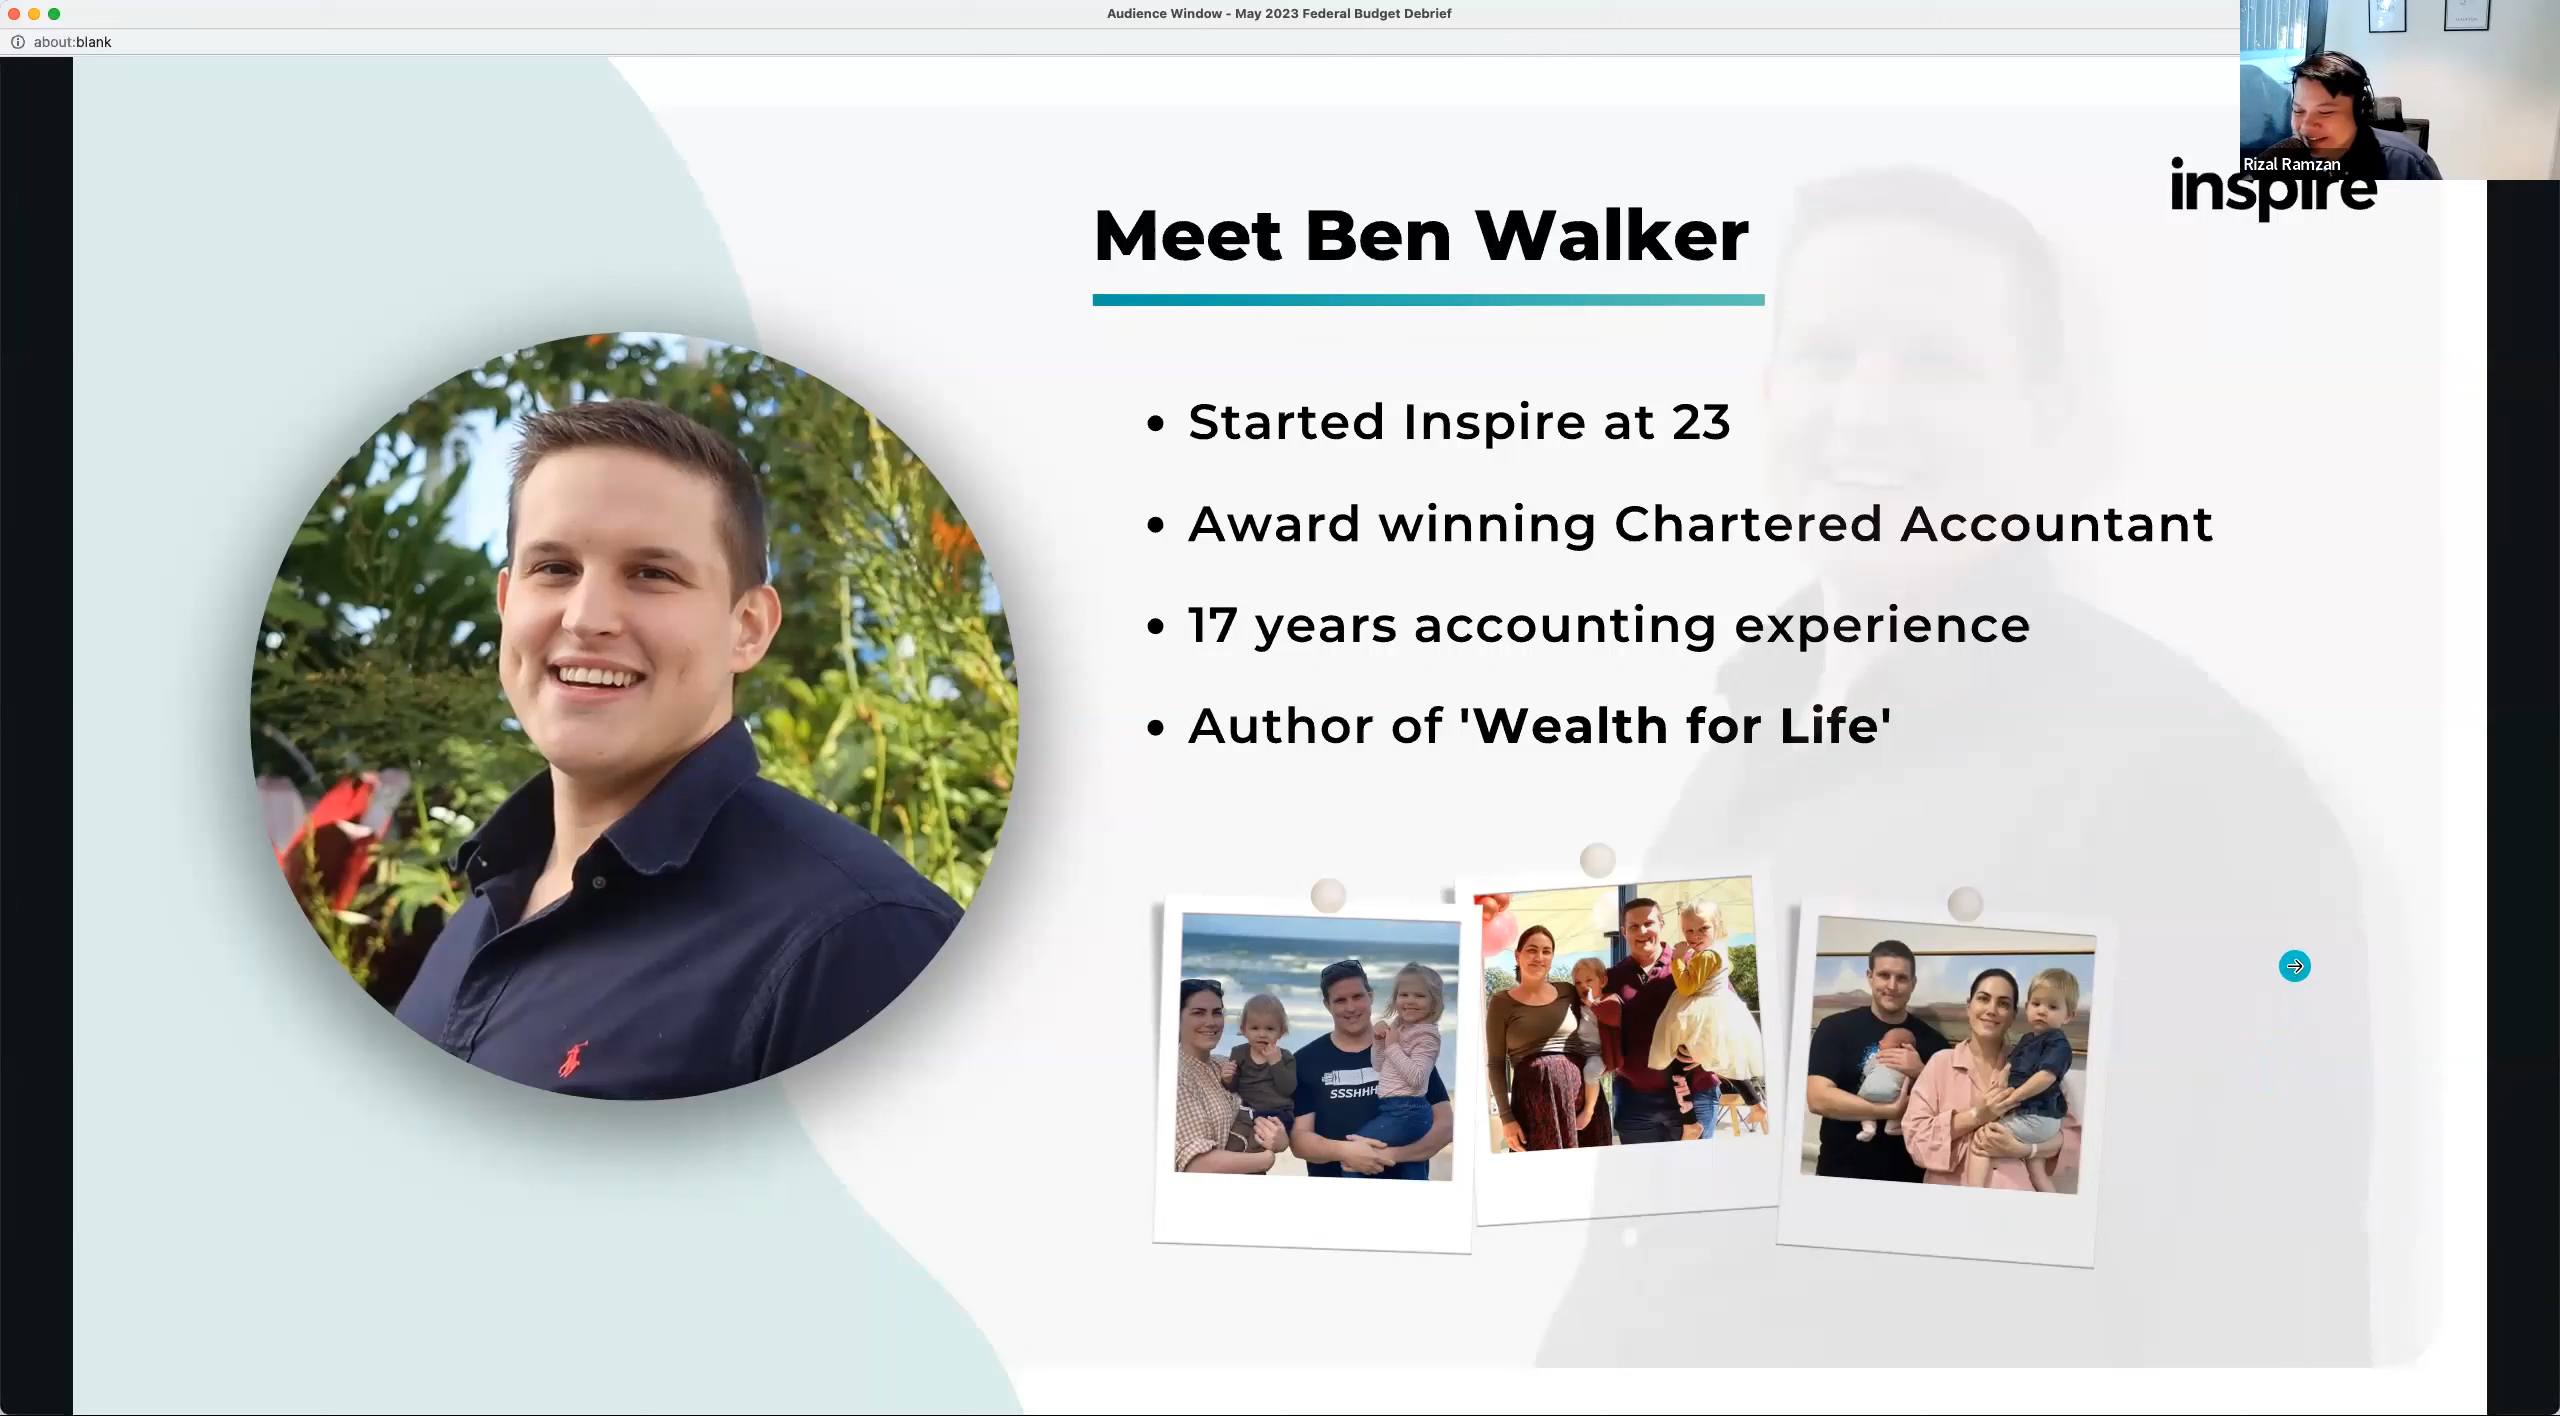 Audience Window - May 2023 Federal Budget Debrief
about:blank
Rizal Ramzan
inspire
Meet Ben Walker
• Started Inspire at 23
• Award winning Chartered Accountant
• 17 years accounting experience
• Author of 'Wealth for Life'
SSSHHH
FILA